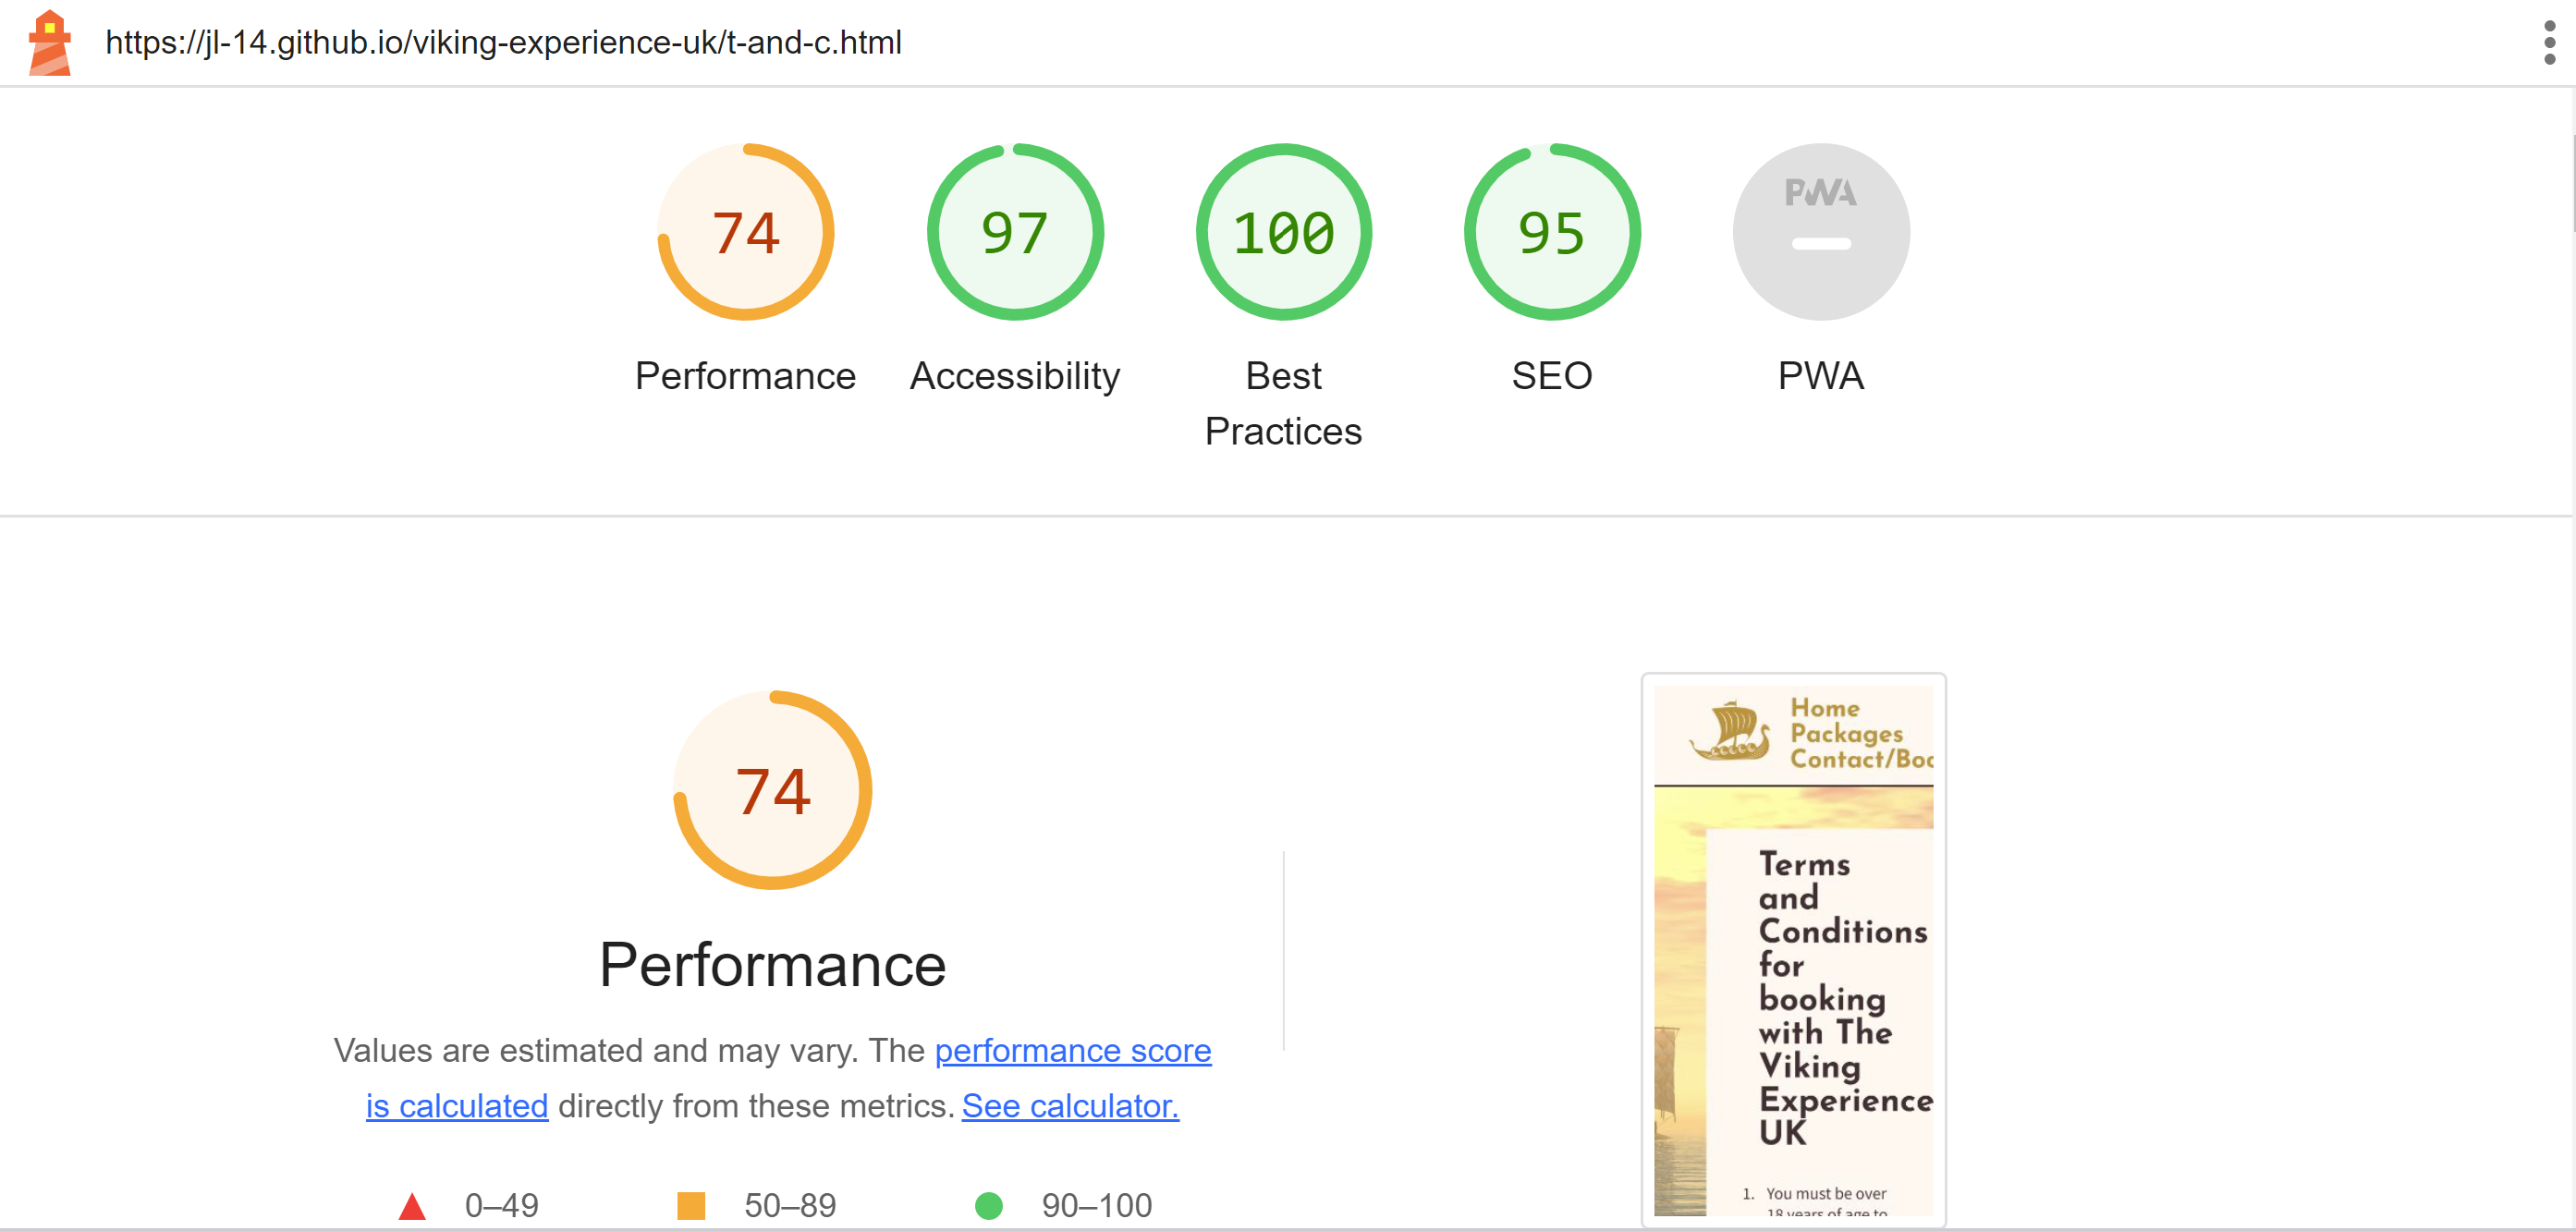 https://jl-14.github.io/viking-experience-uk/t-and-c.html
74
97
100
95
PWA
Performance
Accessibility
Best
Practices
SEO
PWA
74
Performance
Values are estimated and may vary. The performance score
is calculated directly from these metrics. See calculator.
0–49
50–89
90–100
Home
Packages
Contact/Boo
Terms
and
Conditions
for
booking
with The
Viking
Experience
UK
1. You must be over
18 years of age to